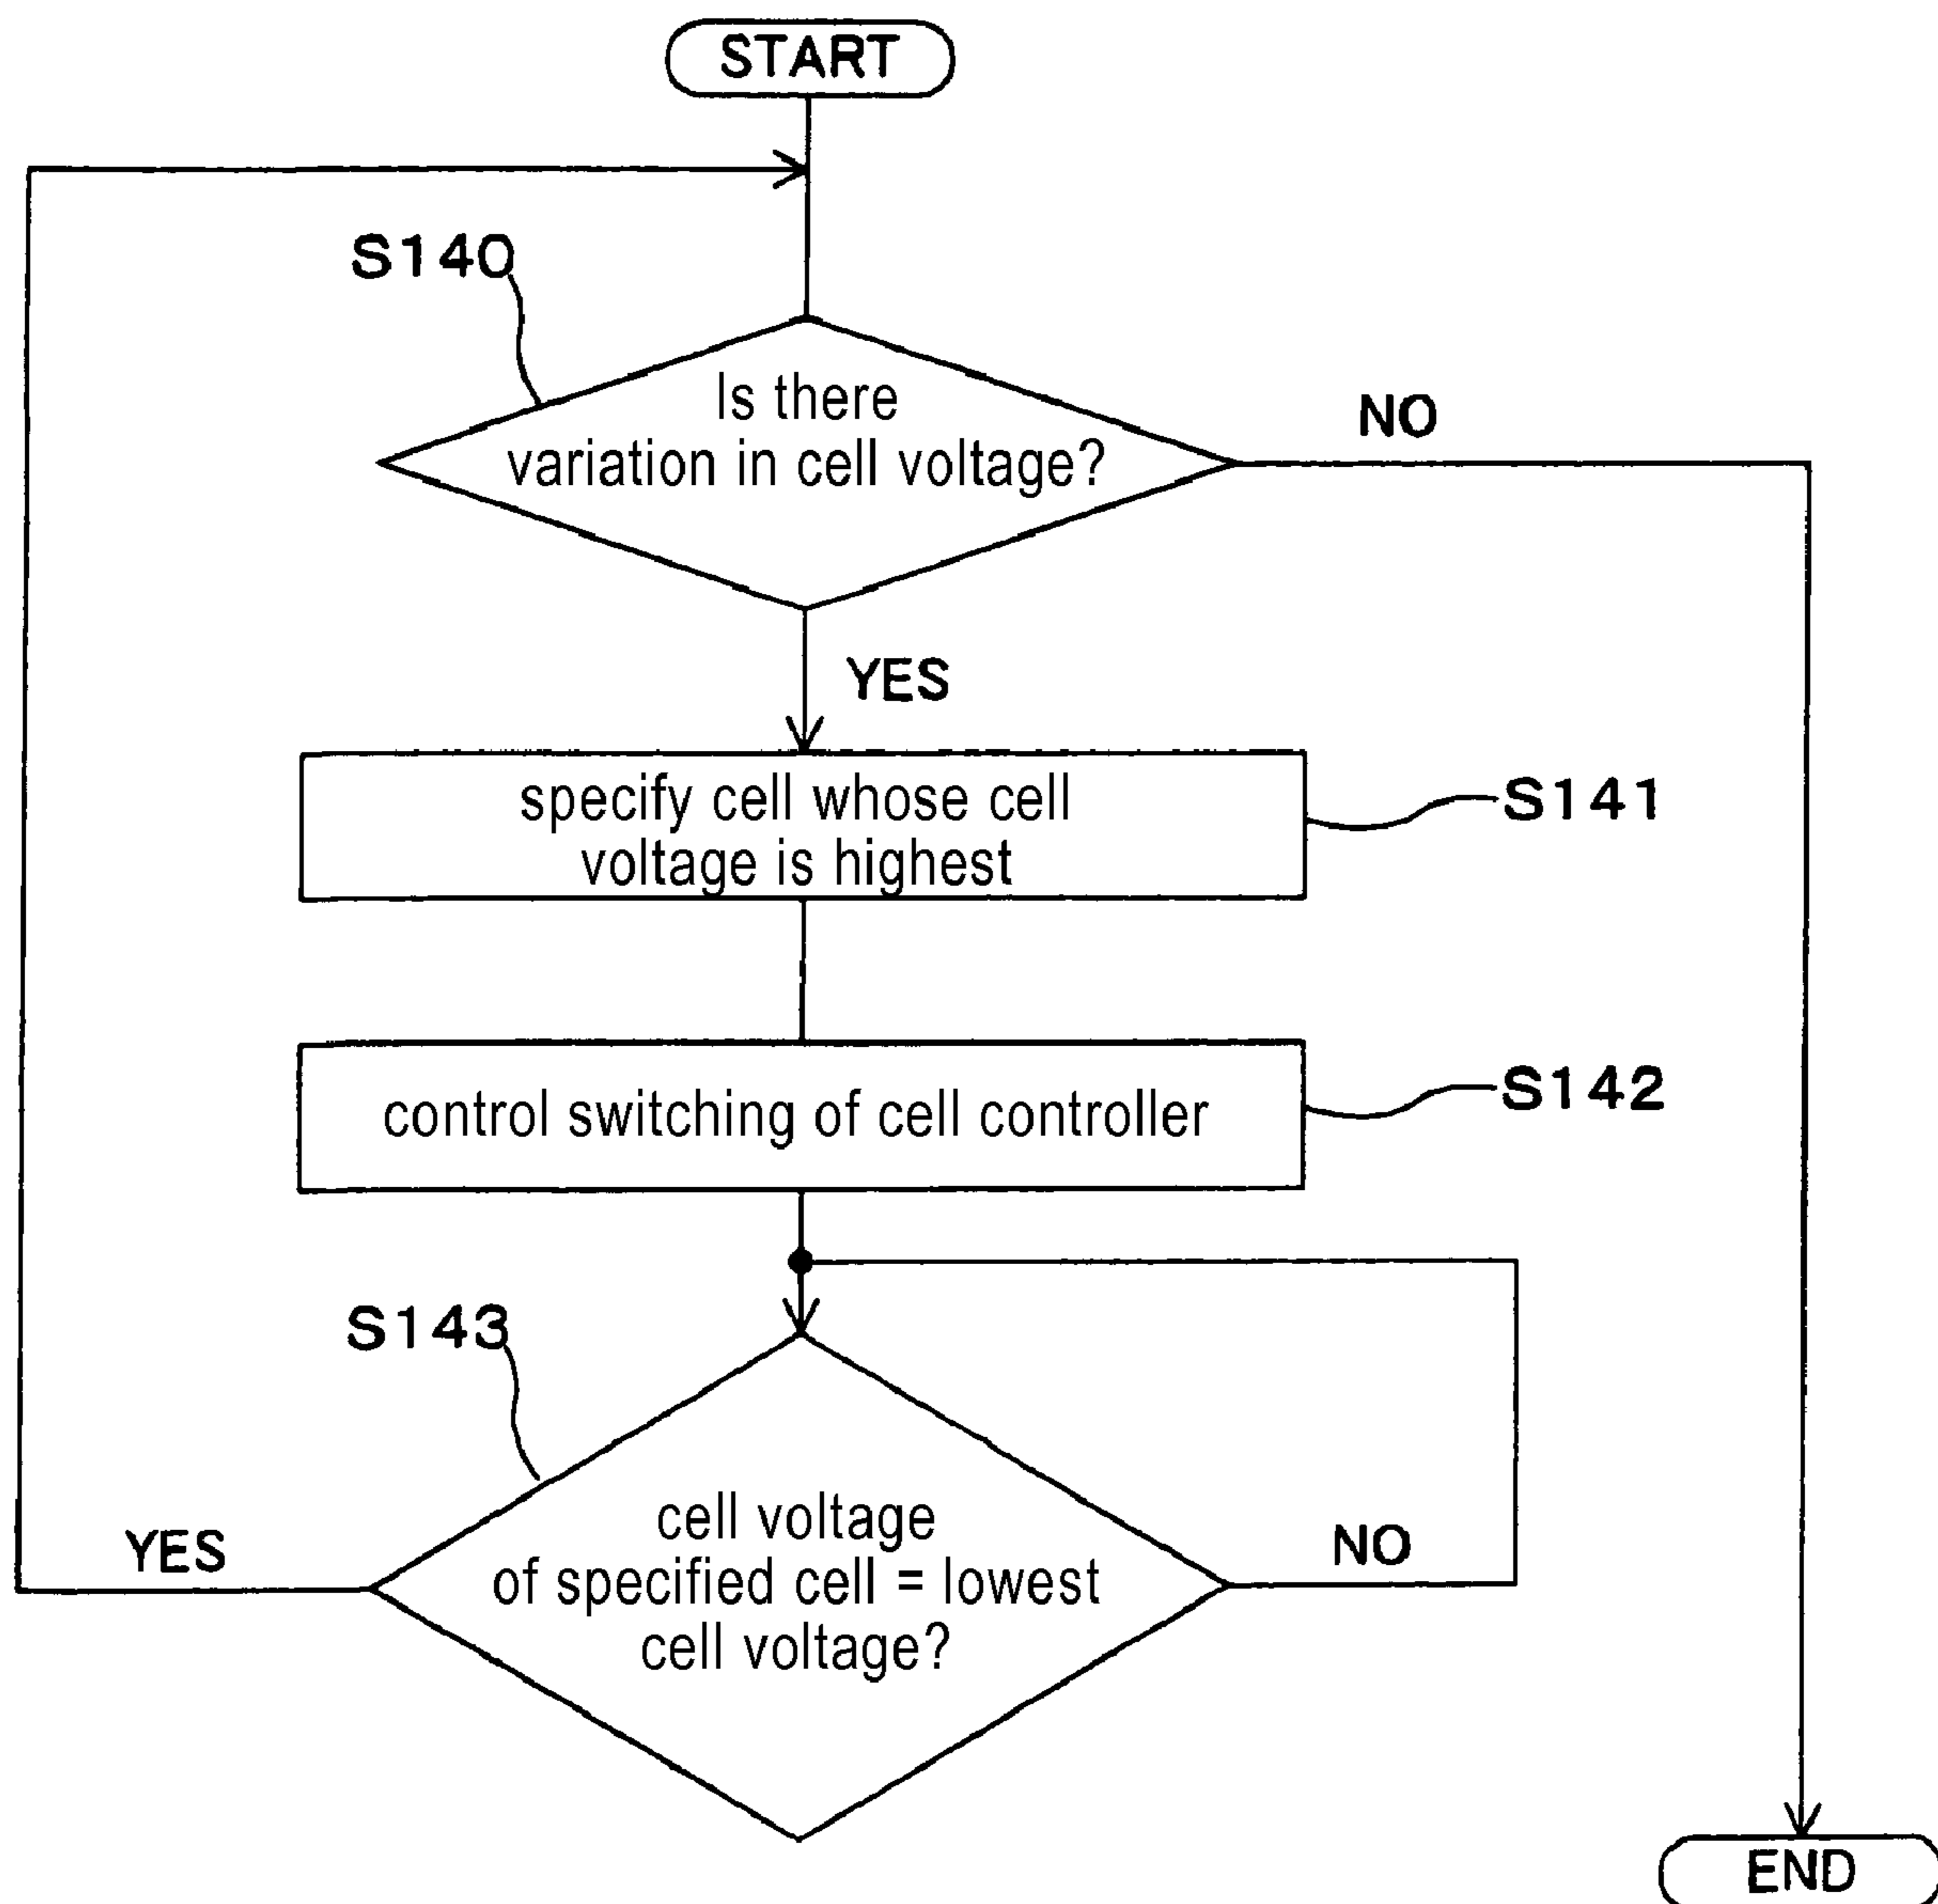 START
S140
Is there
variation in cell voltage?
NO
YES
specify cell whose cell
voltage is highest
S141
control switching of cell controller
S142
S143
cell voltage
of specified cell = lowest
cell voltage?
YES
NO
END